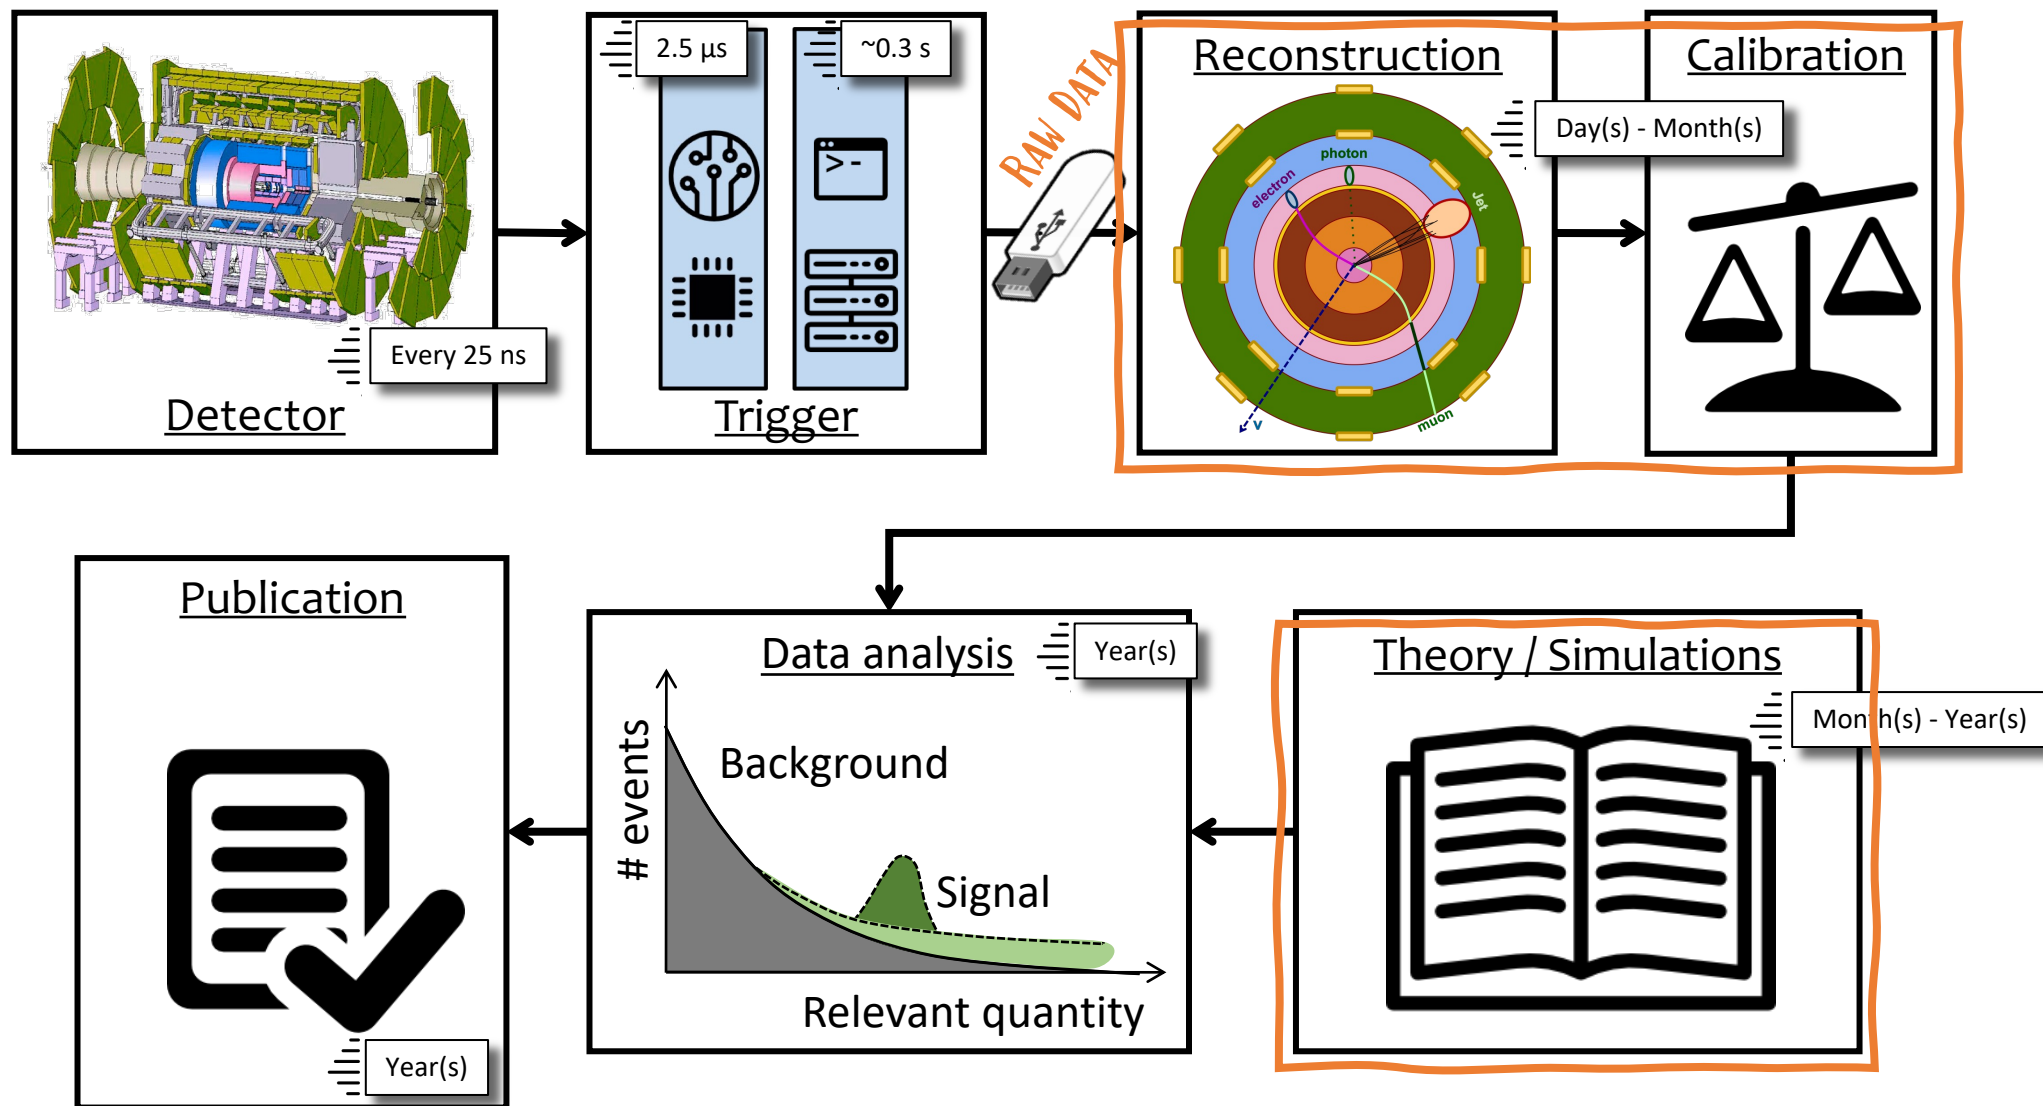 Every 25 ns
Detector
2.5 µs
~0.3 s
Trigger
RAW DATA
Reconstruction
Day(s) - Month(s)
photon
electron
Jet
muon
ν
Calibration
Publication
Year(s)
Data analysis
Year(s)
# events
Background
Signal
Relevant quantity
Theory / Simulations
Month(s) - Year(s)